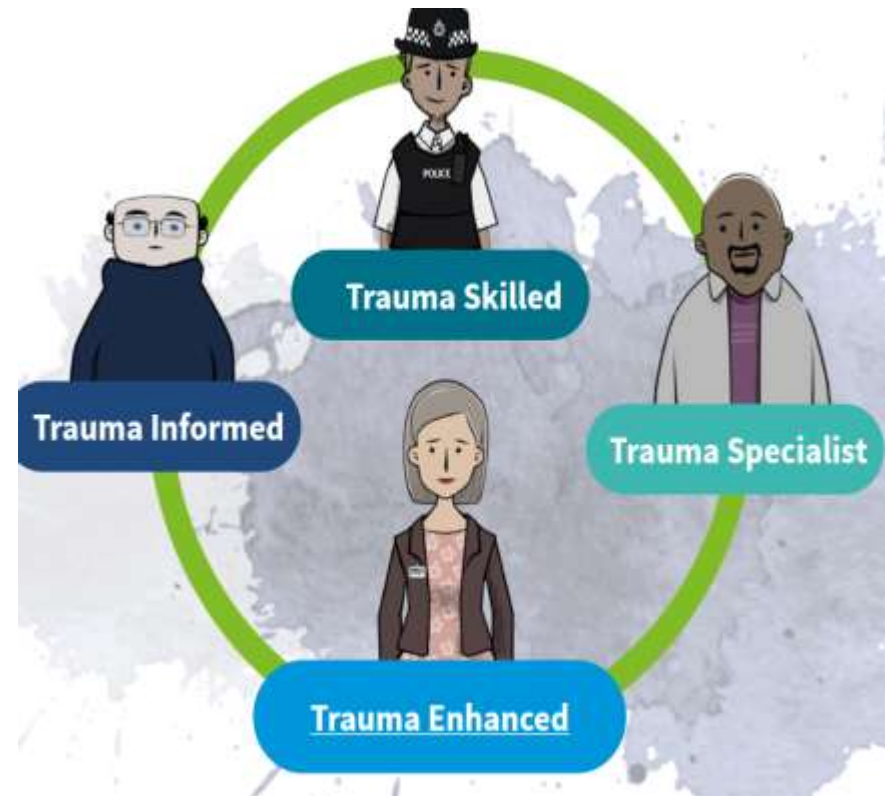 POLICE
Trauma Skilled
Trauma Informed
Trauma Specialist
Trauma Enhanced